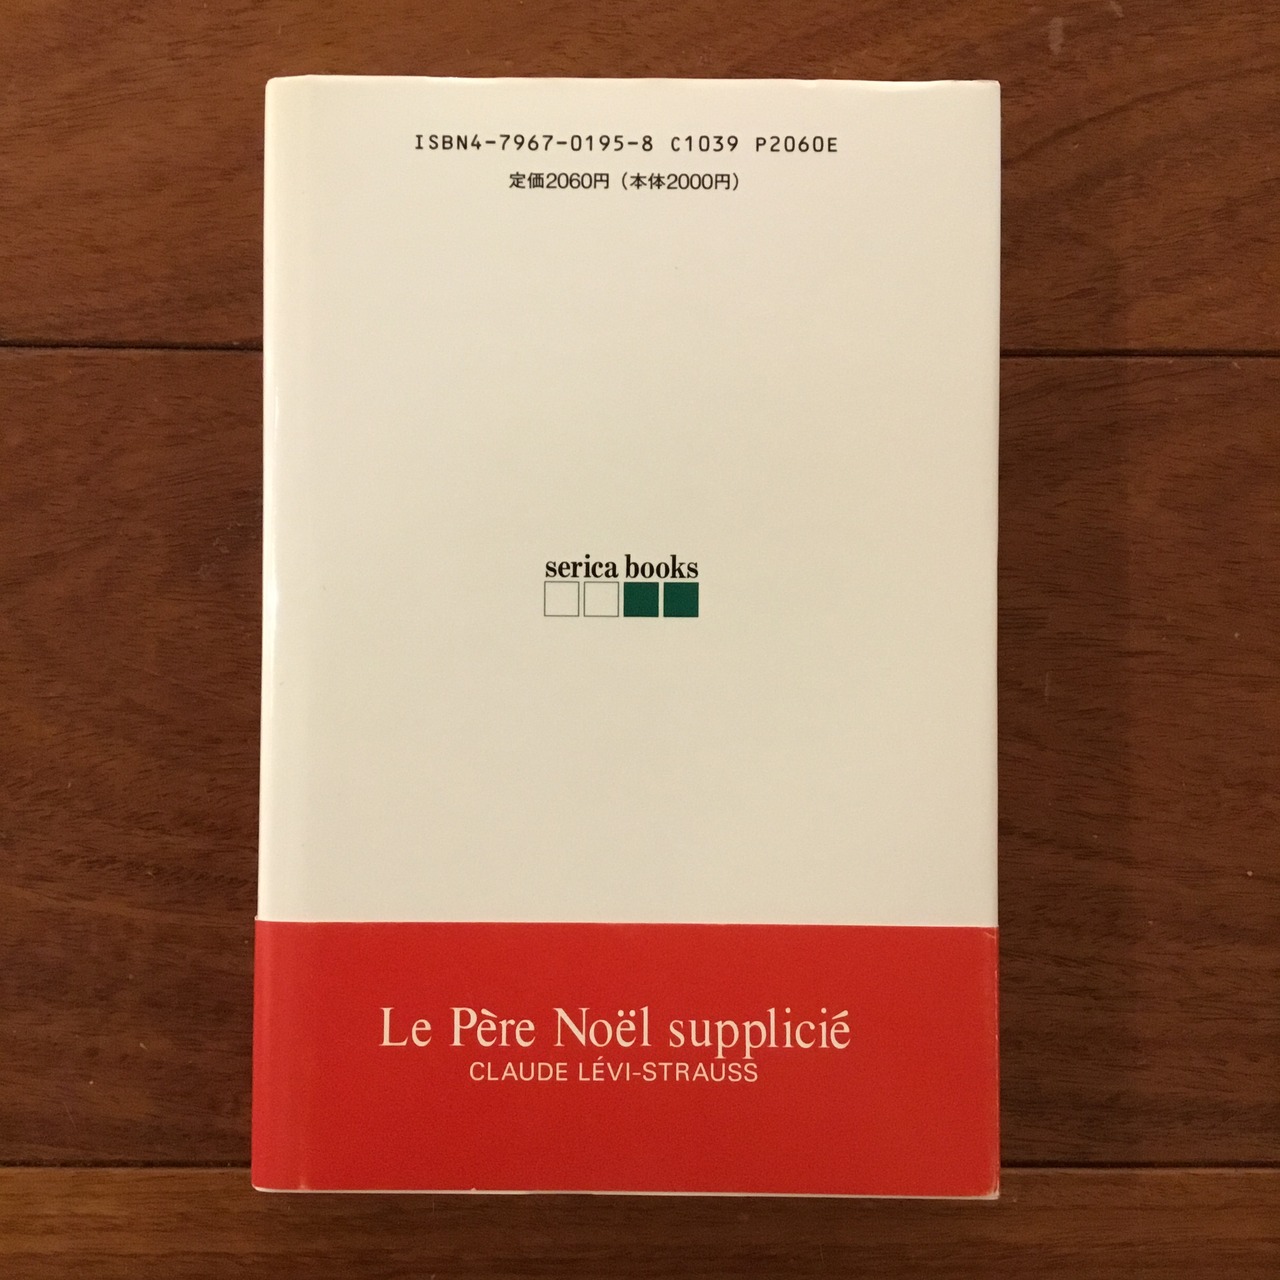 ISBN4-7967-0195-8 C1039 P2060E
定価2060円（本体2000円）
serica books
Le Père Noël supplicié
CLAUDE LÉVI-STRAUSS